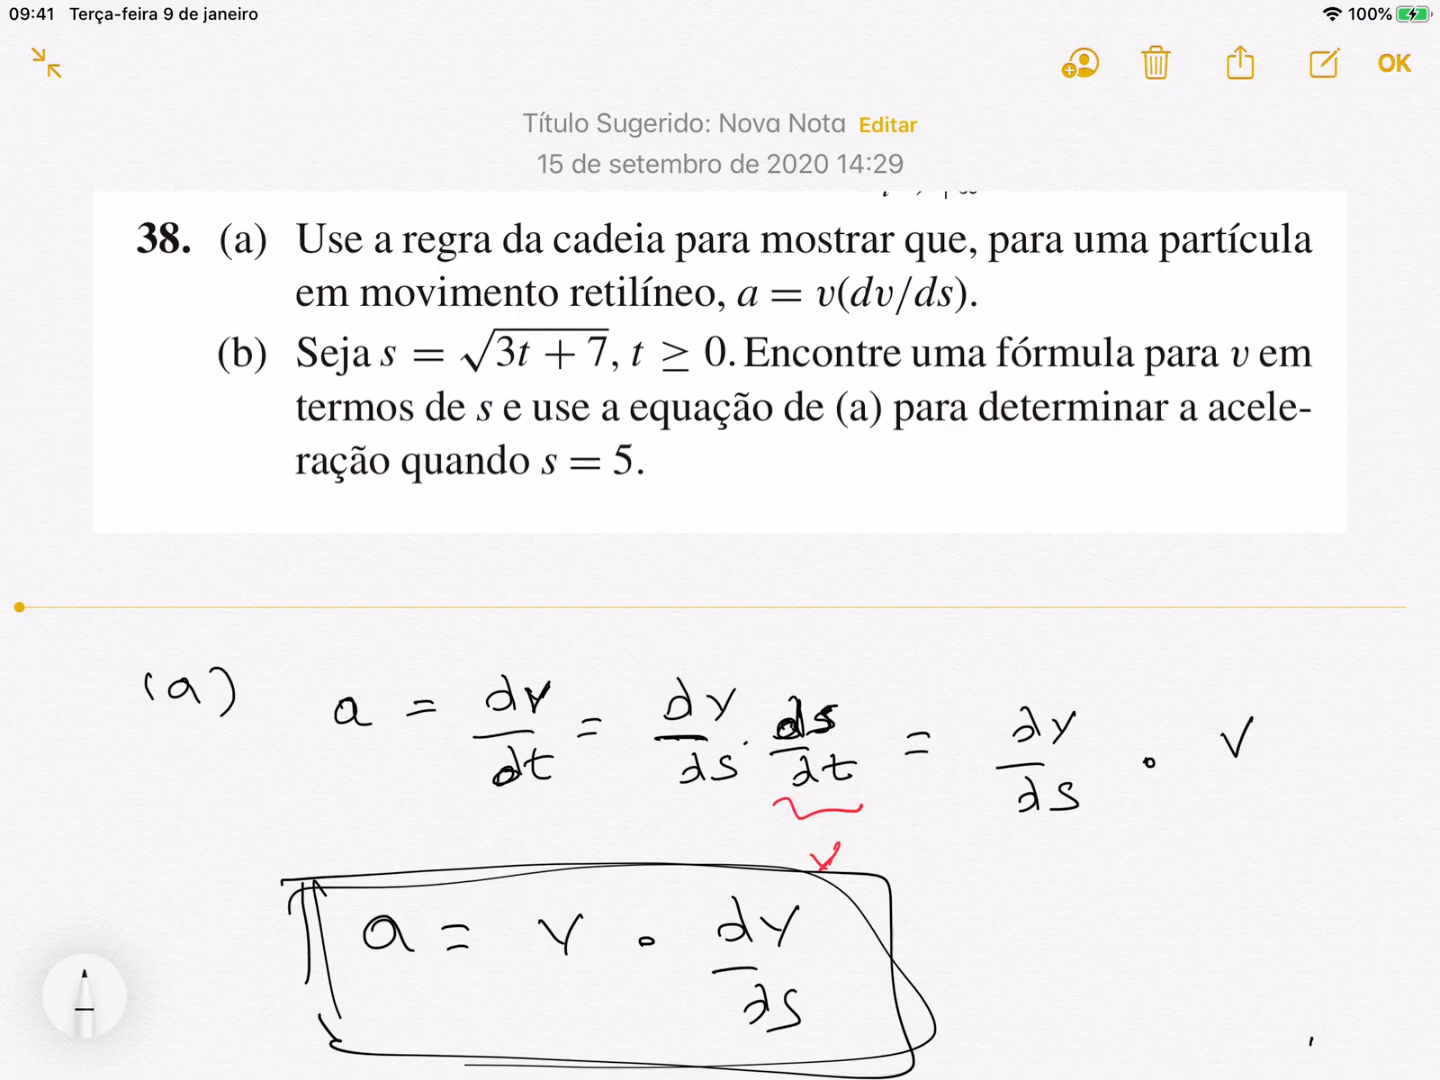 09:41 Terça-feira 9 de janeiro 100%
OK
Título Sugerido: Nova Nota Editar
15 de setembro de 2020 14:29
38. (a) Use a regra da cadeia para mostrar que, para uma partícula
em movimento retilíneo, a = v(dv/ds).
(b) Seja s = √(3t + 7), t ≥ 0. Encontre uma fórmula para v em
termos de s e use a equação de (a) para determinar a acele-
ração quando s = 5.
(a) a = dv/dt = dv/ds · ds/dt = dv/ds · v
v
a = v · dv/ds